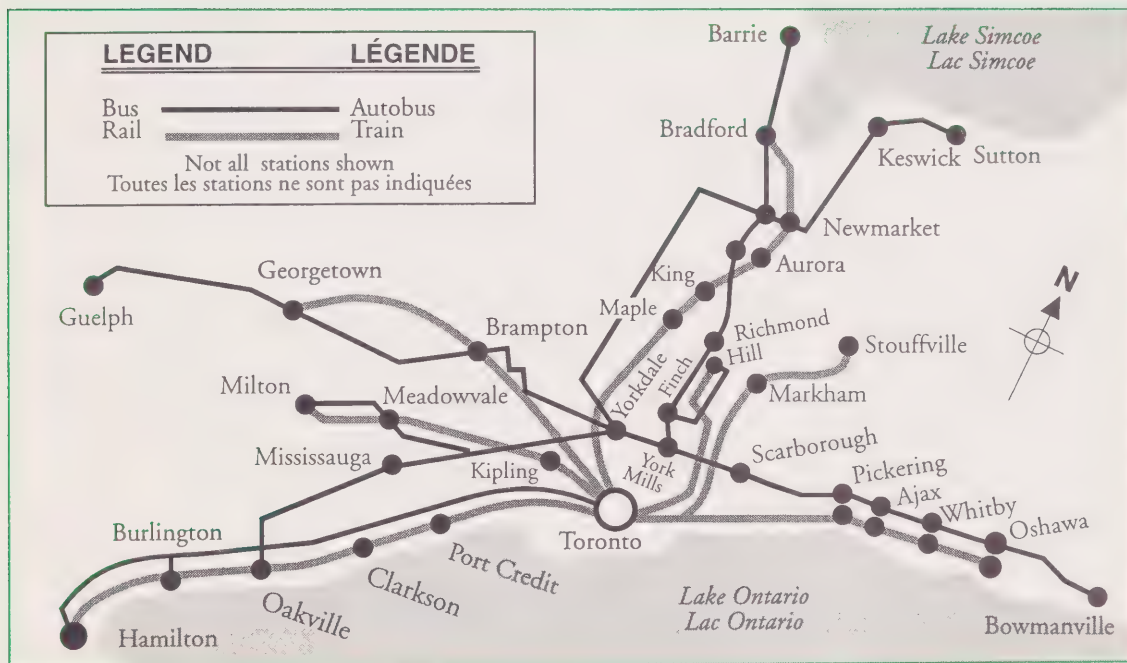 LEGEND LÉGENDE
Bus Autobus
Rail Train
Not all stations shown
Toutes les stations ne sont pas indiquées
Barrie
Lake Simcoe
Lac Simcoe
Bradford
Keswick Sutton
Newmarket
Aurora
King
Maple
Georgetown
Guelph
Brampton
Yorkdale
Finch
Richmond
Hill
Stouffville
N
Milton
Meadowvale
Markham
Mississauga
Kipling
York
Mills
Scarborough
Pickering
Ajax
Whitby
Oshawa
Burlington
Toronto
Port Credit
Clarkson
Oakville
Hamilton
Lake Ontario
Lac Ontario
Bowmanville